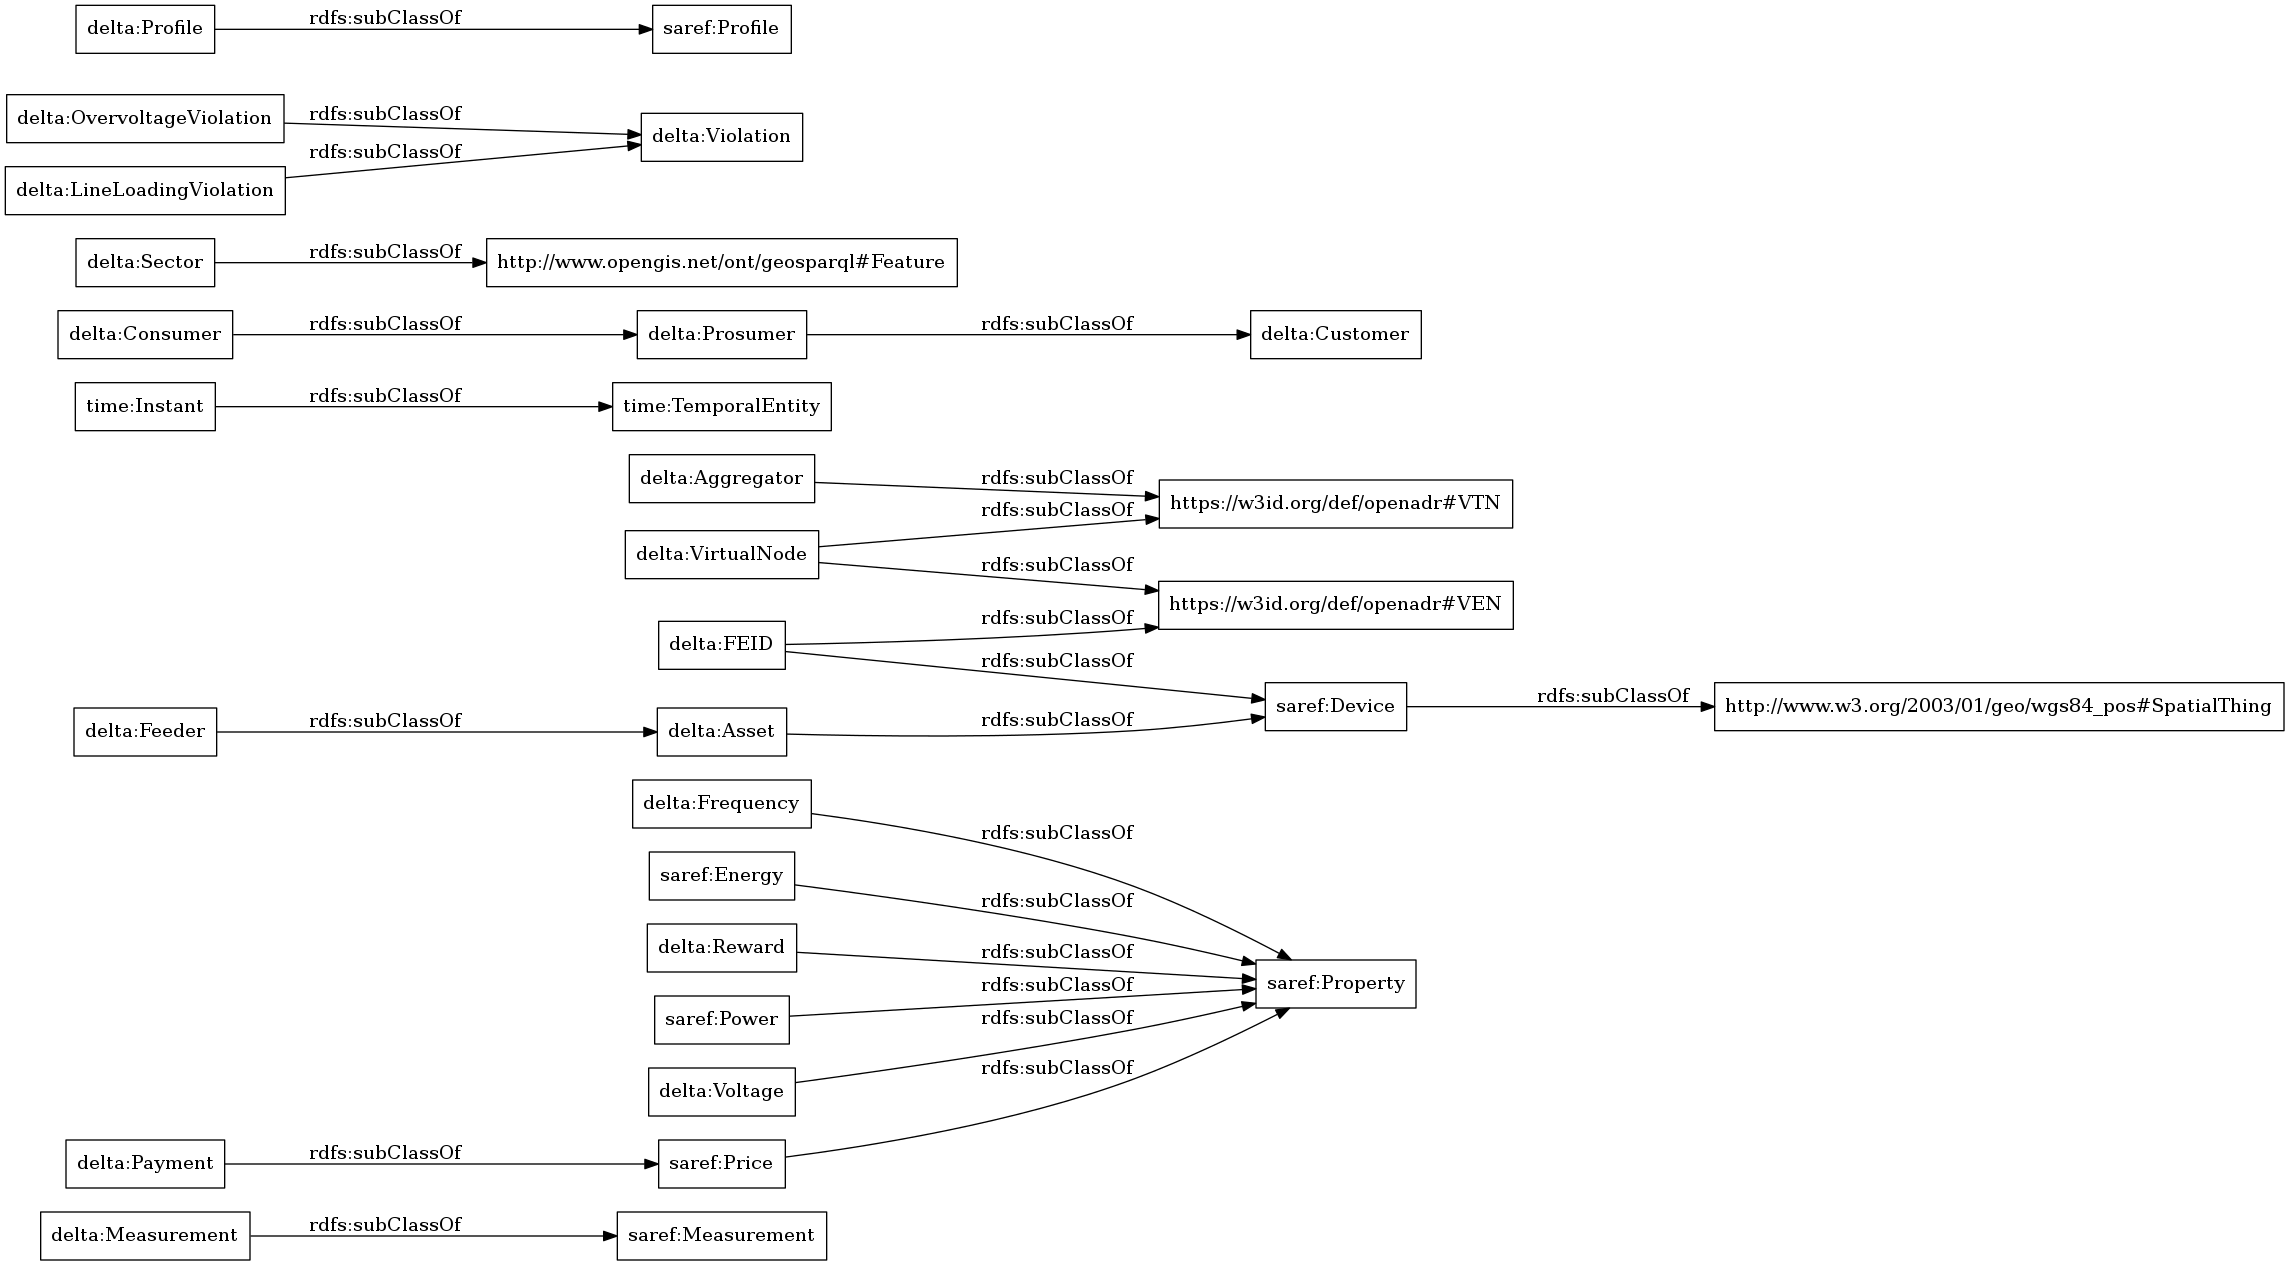 delta:Profile
rdfs:subClassOf
saref:Profile
delta:OvervoltageViolation
rdfs:subClassOf
delta:Violation
delta:LineLoadingViolation
rdfs:subClassOf
delta:Sector
rdfs:subClassOf
http://www.opengis.net/ont/geosparql#Feature
delta:Consumer
rdfs:subClassOf
delta:Prosumer
rdfs:subClassOf
delta:Customer
time:Instant
rdfs:subClassOf
time:TemporalEntity
delta:Aggregator
rdfs:subClassOf
https://w3id.org/def/openadr#VTN
delta:VirtualNode
rdfs:subClassOf
rdfs:subClassOf
https://w3id.org/def/openadr#VEN
delta:FEID
rdfs:subClassOf
rdfs:subClassOf
saref:Device
rdfs:subClassOf
http://www.w3.org/2003/01/geo/wgs84_pos#SpatialThing
delta:Feeder
rdfs:subClassOf
delta:Asset
rdfs:subClassOf
delta:Frequency
rdfs:subClassOf
saref:Energy
rdfs:subClassOf
delta:Reward
rdfs:subClassOf
saref:Property
saref:Power
rdfs:subClassOf
delta:Voltage
rdfs:subClassOf
delta:Payment
rdfs:subClassOf
saref:Price
rdfs:subClassOf
delta:Measurement
rdfs:subClassOf
saref:Measurement